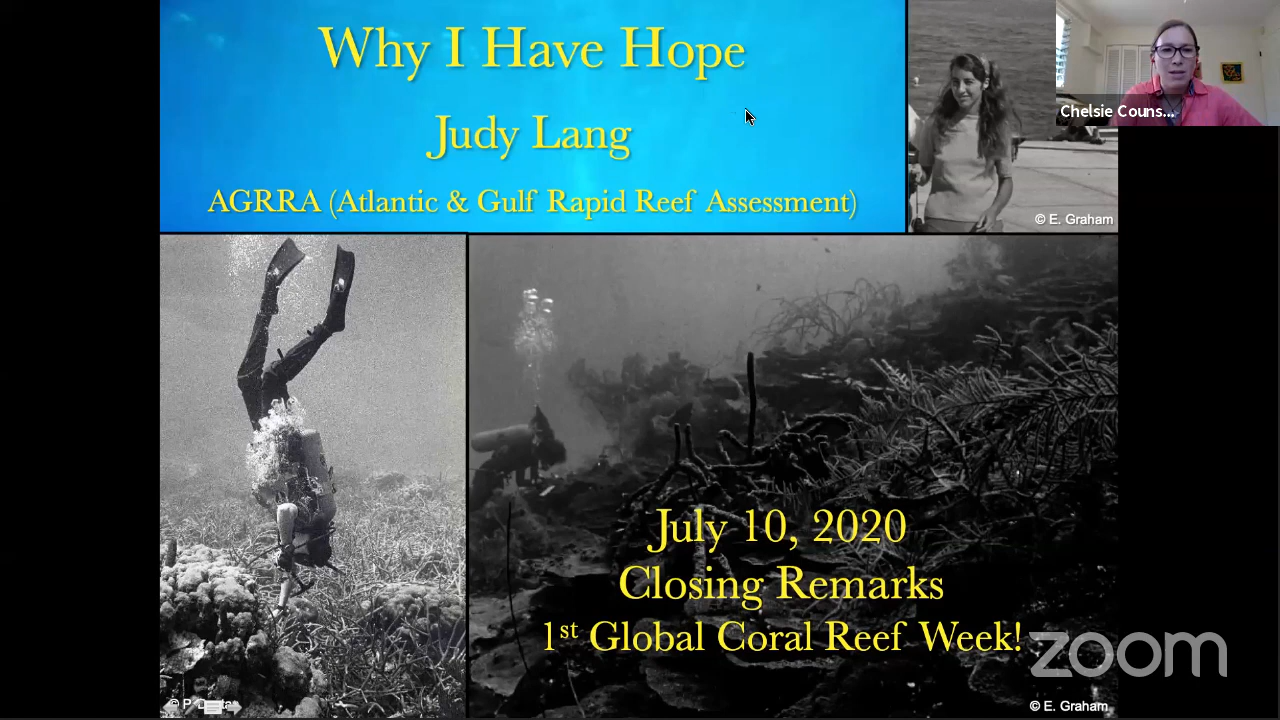 Why I Have Hope
Judy Lang
AGRRA (Atlantic & Gulf Rapid Reef Assessment)
Chelsie Couns...
© E. Graham
July 10, 2020
Closing Remarks
1st Global Coral Reef Week!
zoom
© E. Graham